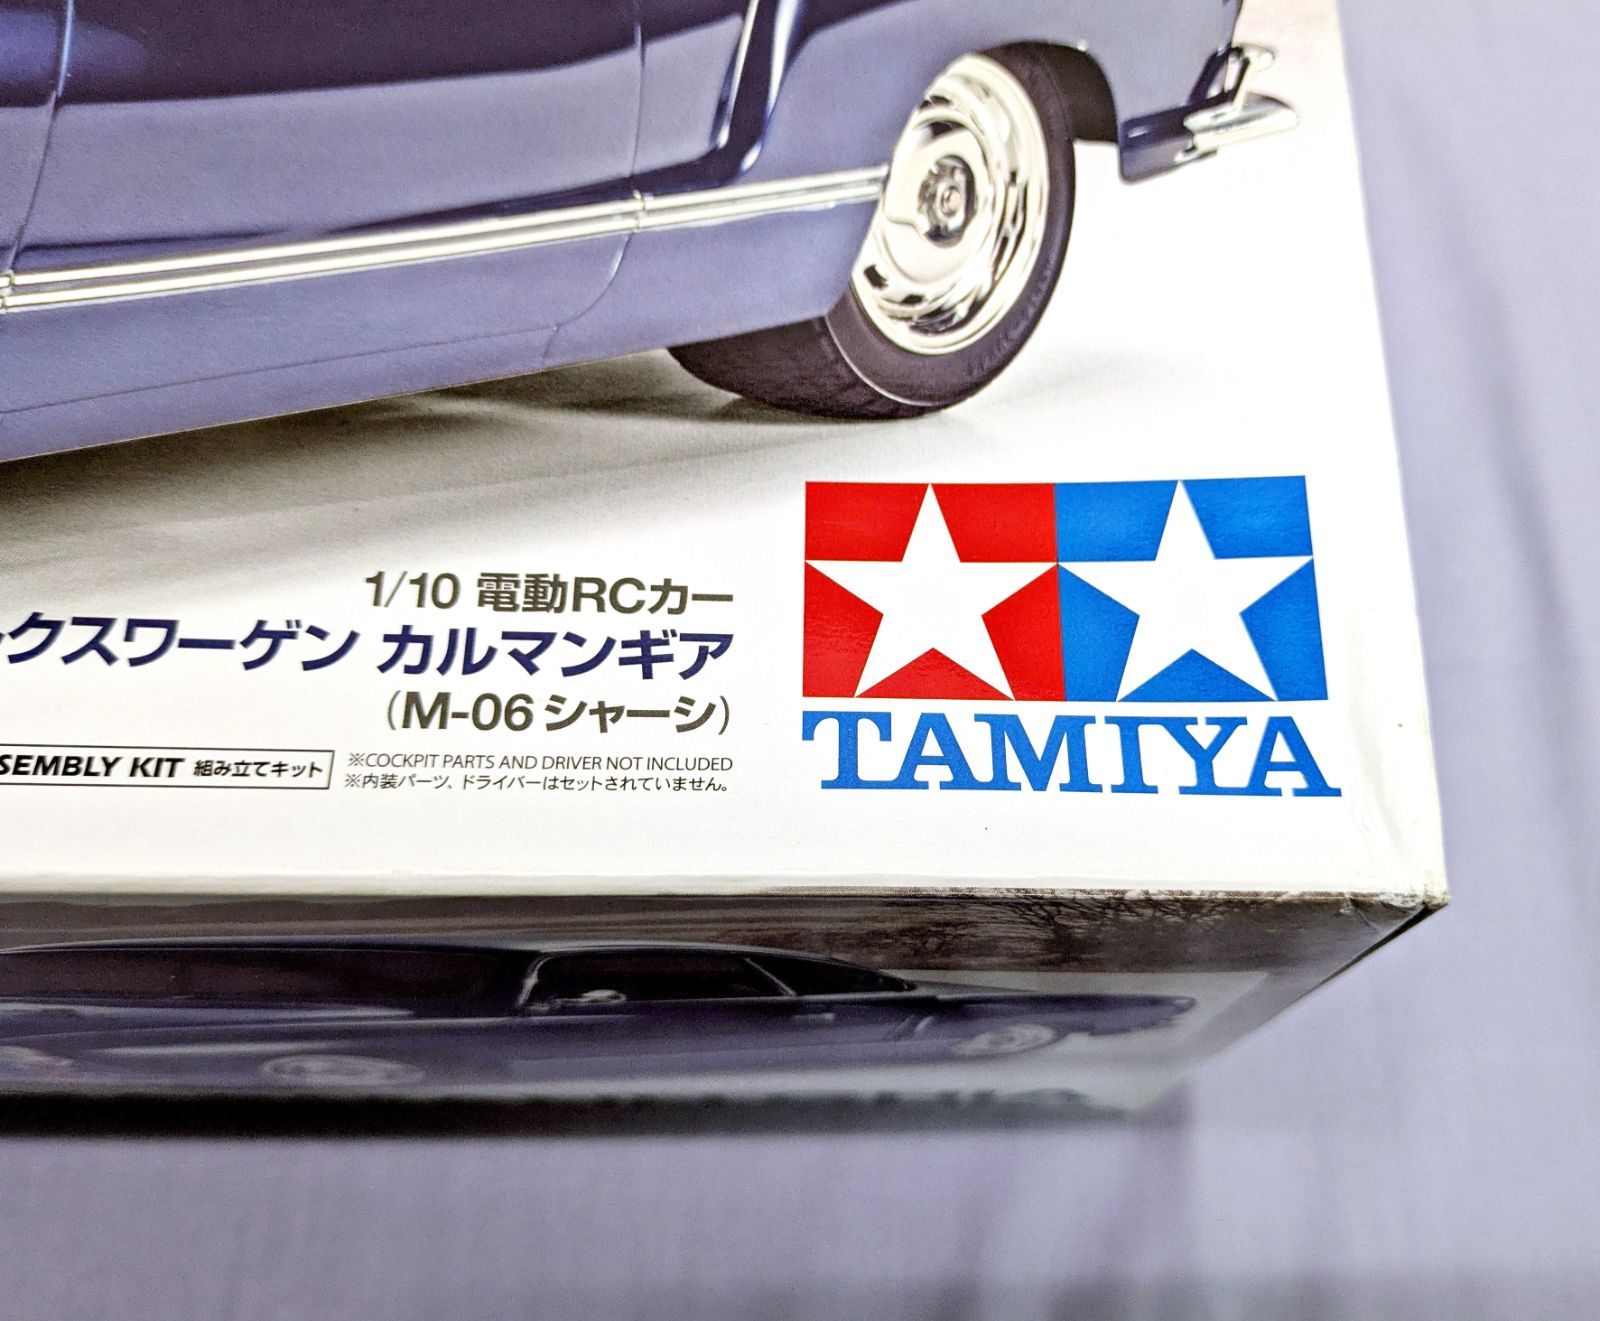 1/10 電動RCカー
クスワーゲン カルマンギア
(M-06シャーシ)
SEMBLY KIT 組み立てキット
※COCKPIT PARTS AND DRIVER NOT INCLUDED
※内装パーツ、ドライバーはセットされていません。
TAMIYA